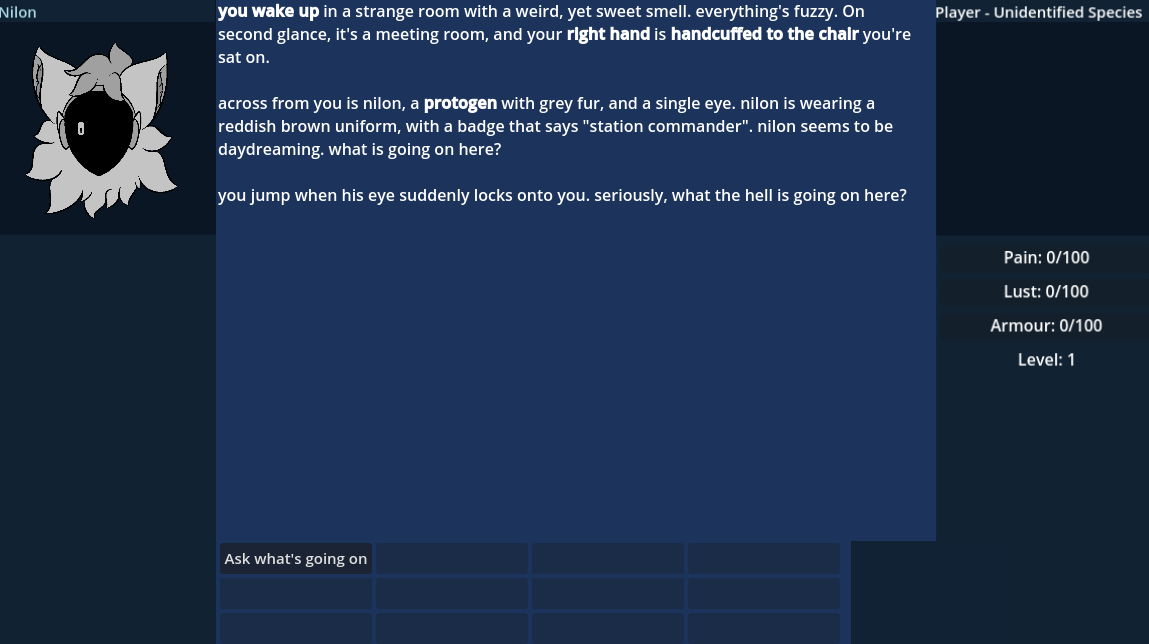 Nilon
you wake up in a strange room with a weird, yet sweet smell. everything's fuzzy. On
second glance, it's a meeting room, and your right hand is handcuffed to the chair you're
sat on.
across from you is nilon, a protogen with grey fur, and a single eye. nilon is wearing a
reddish brown uniform, with a badge that says "station commander". nilon seems to be
daydreaming. what is going on here?
you jump when his eye suddenly locks onto you. seriously, what the hell is going on here?
Player - Unidentified Species
Pain: 0/100
Lust: 0/100
Armour: 0/100
Level: 1
Ask what's going on